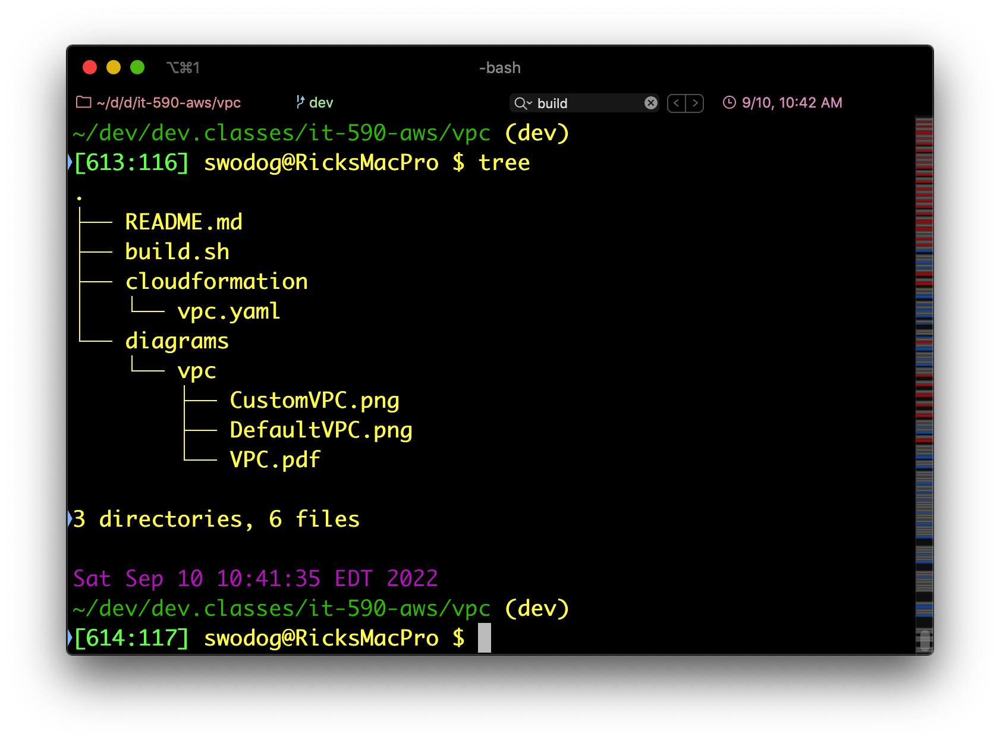 ⌥⌘1 -bash
~/d/d/it-590-aws/vpc dev build 9/10, 10:42 AM
~/dev/dev.classes/it-590-aws/vpc (dev)
[613:116] swodog@RicksMacPro $ tree
.
├── README.md
├── build.sh
├── cloudformation
│   └── vpc.yaml
└── diagrams
    └── vpc
        ├── CustomVPC.png
        ├── DefaultVPC.png
        └── VPC.pdf
3 directories, 6 files
Sat Sep 10 10:41:35 EDT 2022
~/dev/dev.classes/it-590-aws/vpc (dev)
[614:117] swodog@RicksMacPro $